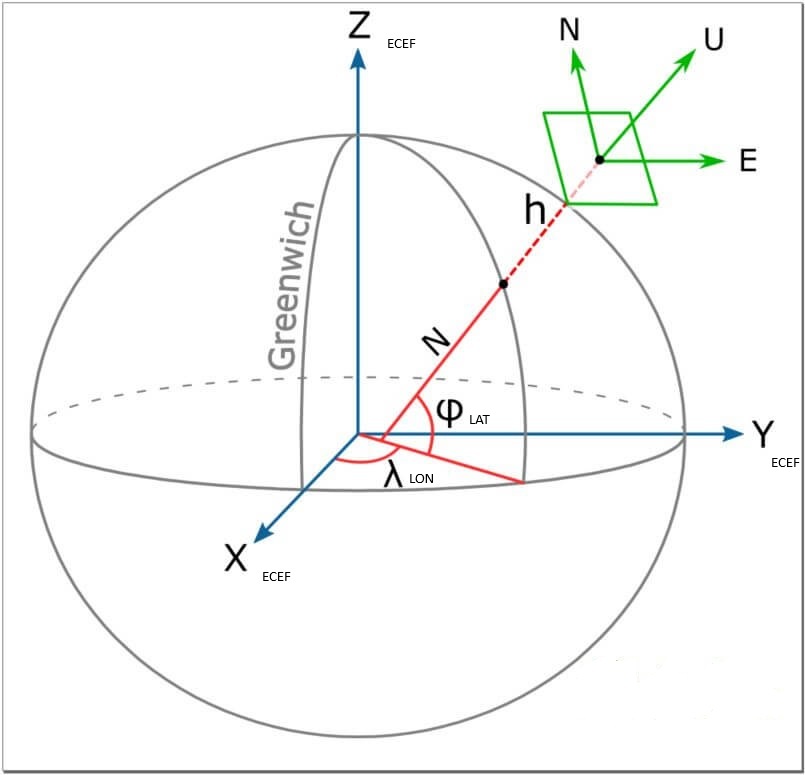 Z ECEF
N
U
E
h
Greenwich
N
φ LAT
Y ECEF
λ LON
X ECEF